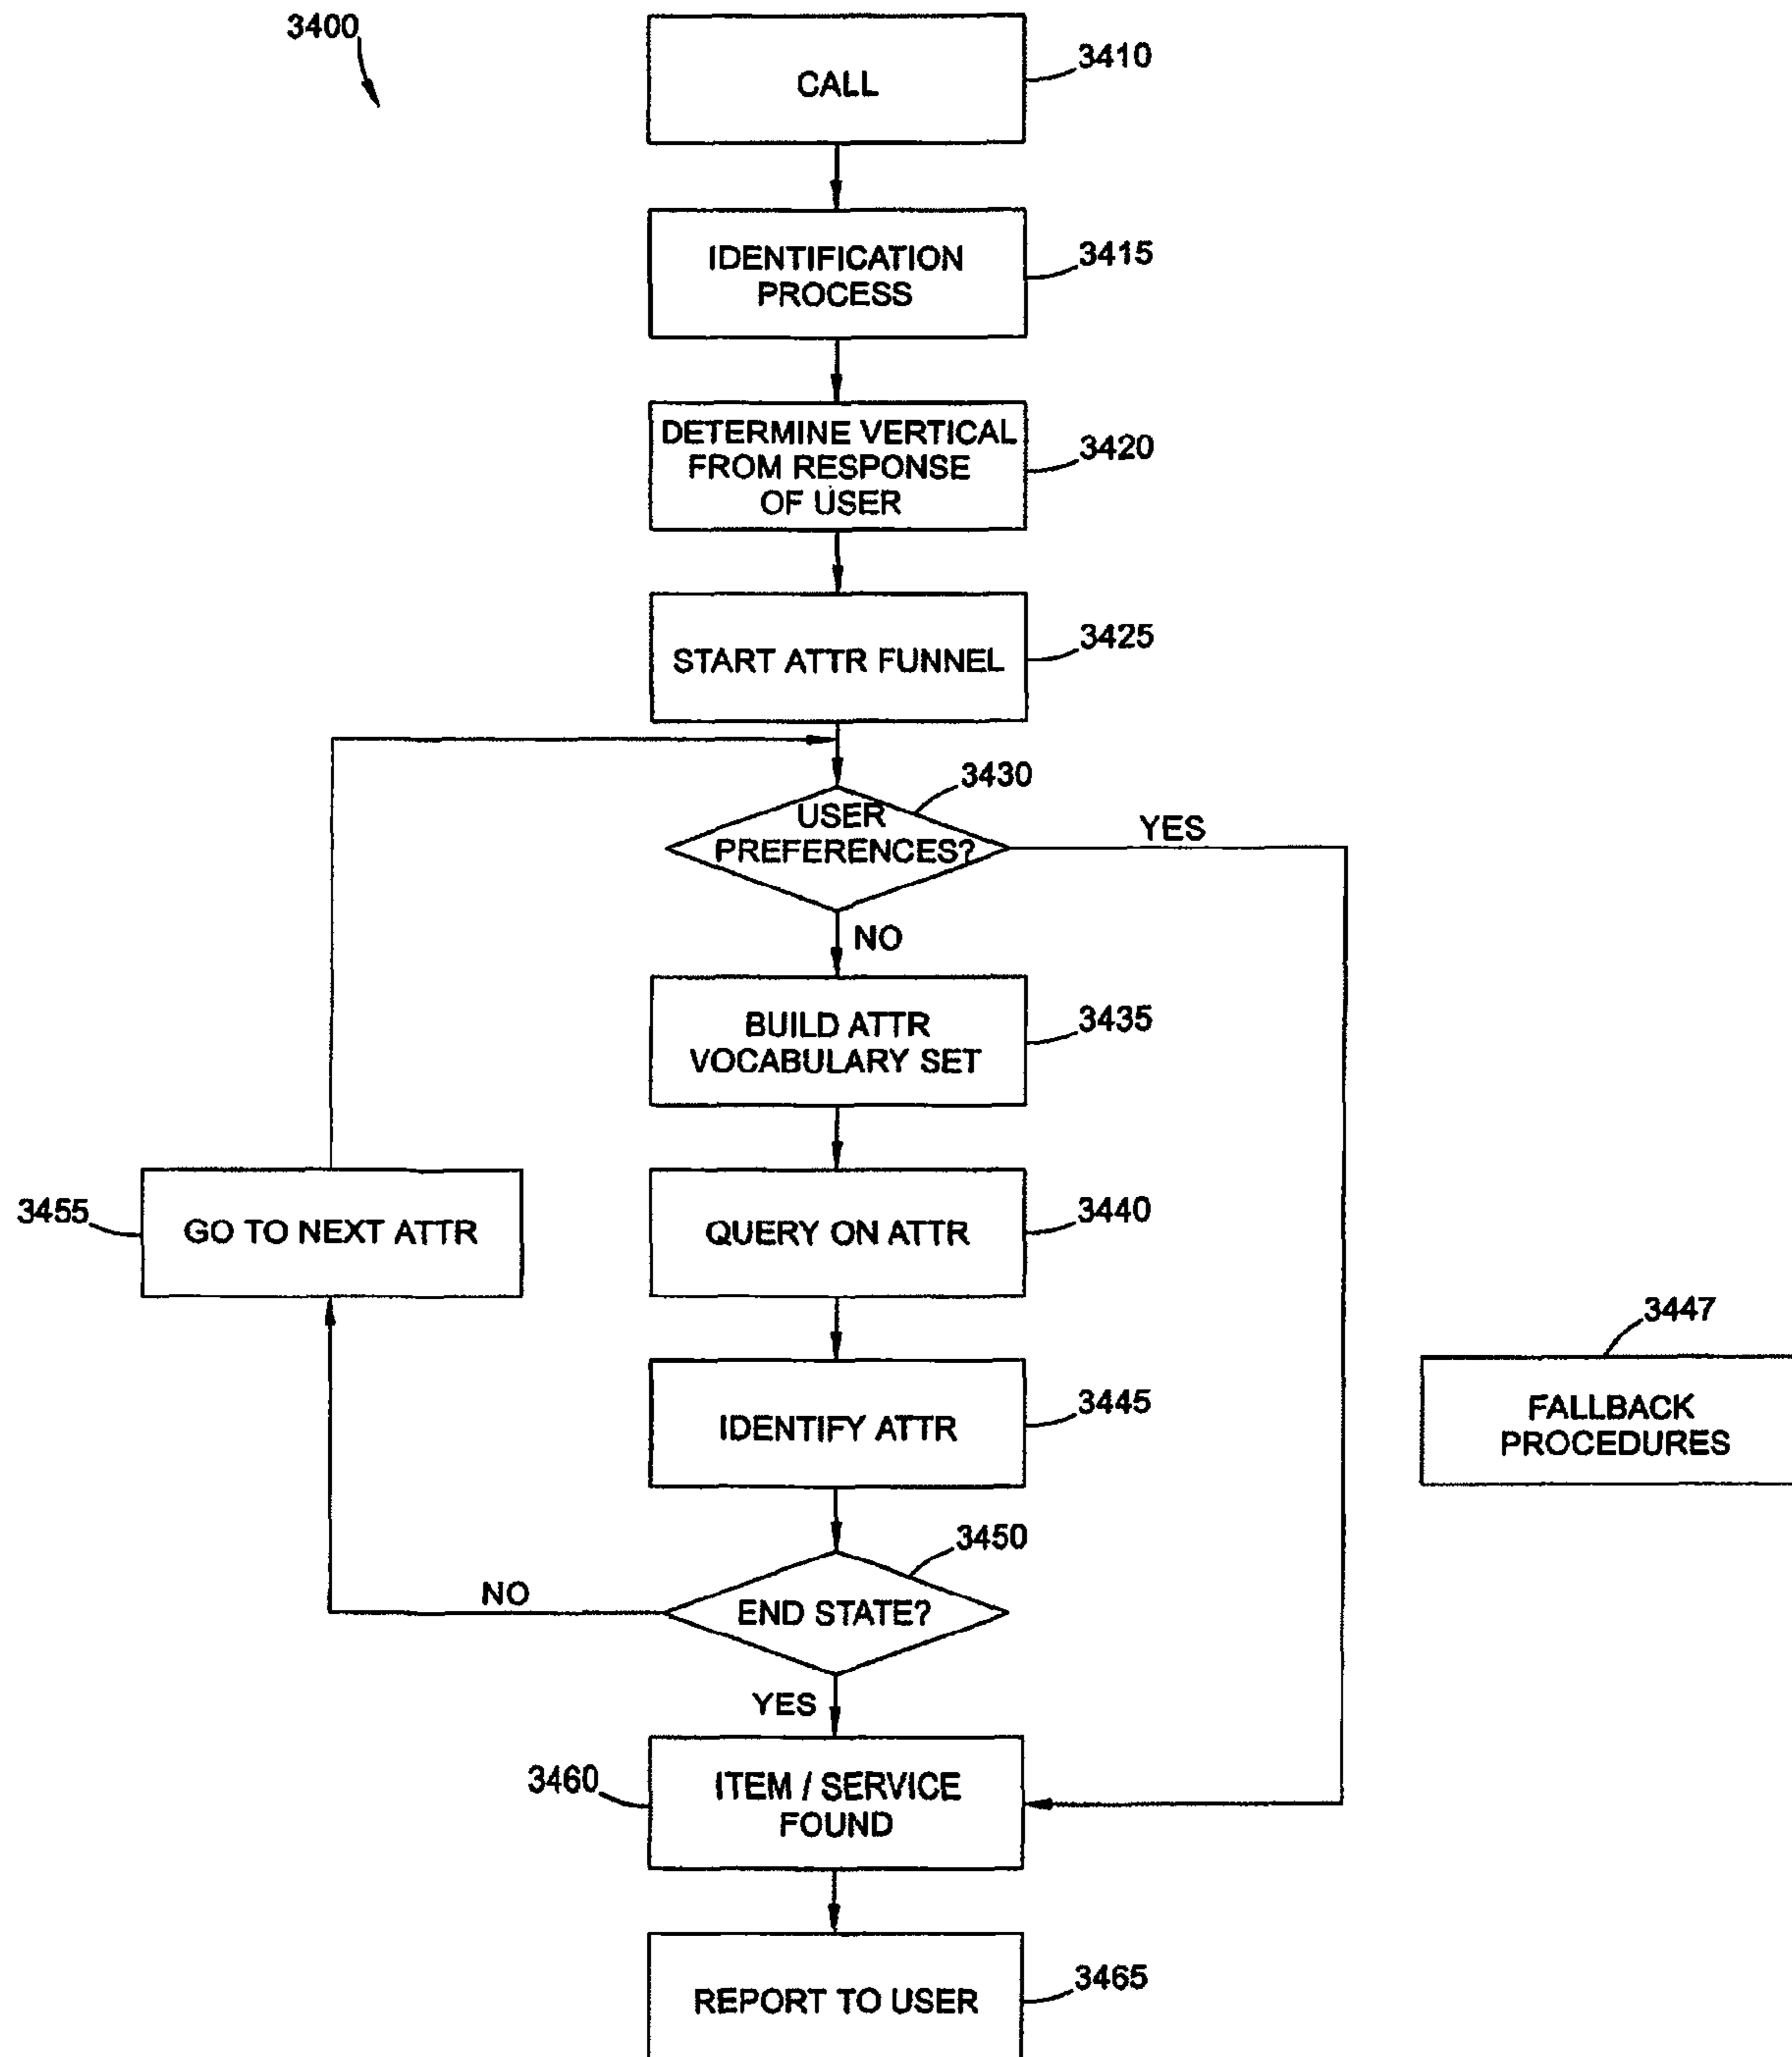 3400
CALL
3410
IDENTIFICATION
PROCESS
3415
DETERMINE VERTICAL
FROM RESPONSE
OF USER
3420
START ATTR FUNNEL
3425
USER
PREFERENCES?
3430
YES
NO
BUILD ATTR
VOCABULARY SET
3435
3455
GO TO NEXT ATTR
QUERY ON ATTR
3440
IDENTIFY ATTR
3445
3447
FALLBACK
PROCEDURES
END STATE?
3450
NO
YES
3460
ITEM / SERVICE
FOUND
REPORT TO USER
3465